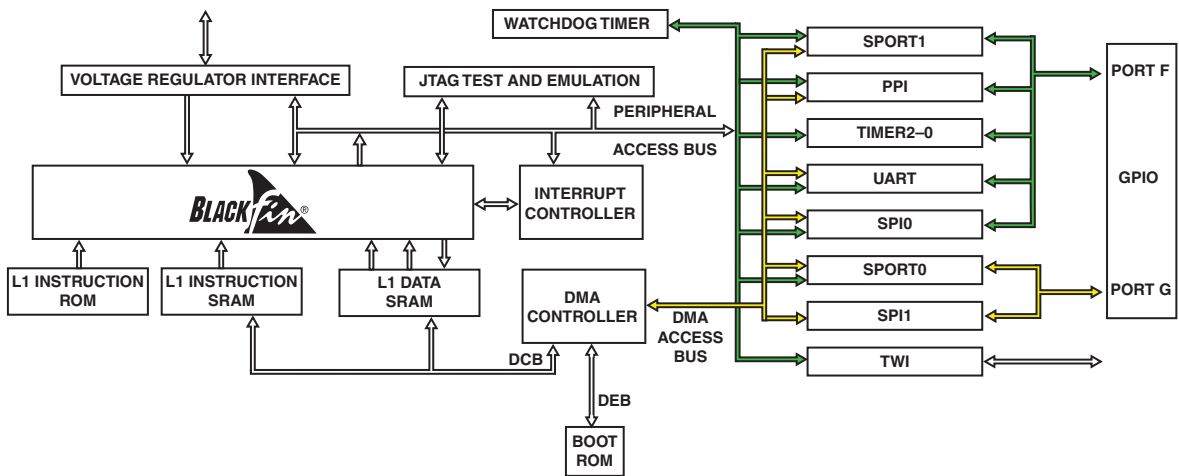 WATCHDOG TIMER
VOLTAGE REGULATOR INTERFACE
JTAG TEST AND EMULATION
PERIPHERAL
ACCESS BUS
BLACKfin®
INTERRUPT
CONTROLLER
L1 INSTRUCTION
ROM
L1 INSTRUCTION
SRAM
L1 DATA
SRAM
DMA
CONTROLLER
DMA
ACCESS
BUS
DCB
DEB
BOOT
ROM
SPORT1
PPI
TIMER2–0
UART
SPI0
SPORT0
SPI1
TWI
PORT F
GPIO
PORT G